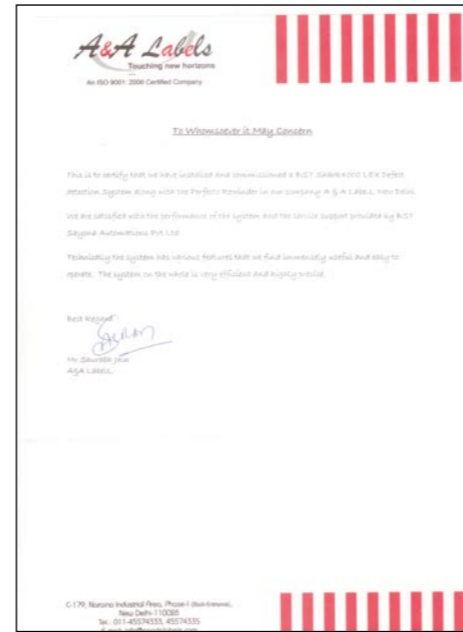 A&A Labels
Touching new horizons
An ISO 9001: 2008 Certified Company
To Whomsoever it May Concern
This is to certify that we have installed and commissioned a BST Shark 4000 LEX Defect
detection System along with the Perfecto Rewinder in our company A & A Labels, New Delhi
We are satisfied with the performance of the system and the service support provided by BST
Sayona Automations Pvt Ltd
Technically the system has various features that we find immensely useful and easy to
operate. The system on the whole is very efficient and highly precise.
Best Regard
Mr. Saurabh Jain
A&A Labels.
C-179, Naraina Industrial Area, Phase-I
New Delhi-110028
Tel.: 011-45574333, 45574335